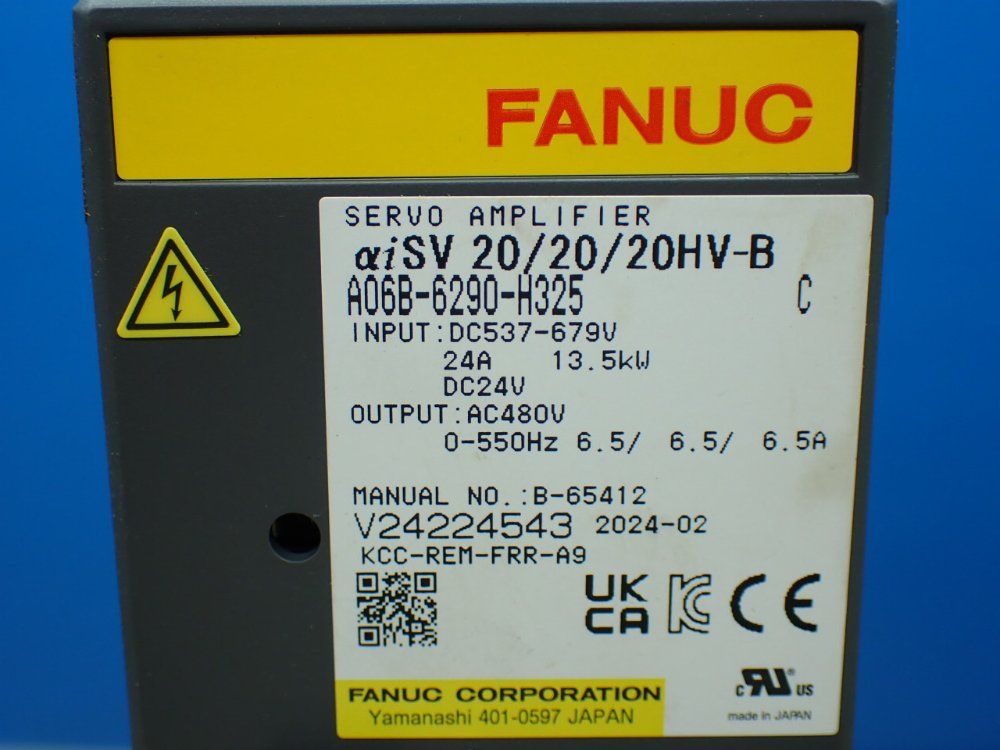 FANUC
SERVO AMPLIFIER
αiSV 20/20/20HV-B
A06B-6290-H325 C
INPUT:DC537-679V
24A 13.5kW
DC24V
OUTPUT:AC480V
0-550Hz 6.5/ 6.5/ 6.5A
MANUAL NO.:B-65412
V24224543 2024-02
KCC-REM-FRR-A9
UK
CA
KC CE
FANUC CORPORATION
Yamanashi 401-0597 JAPAN
c RU® US
made in JAPAN